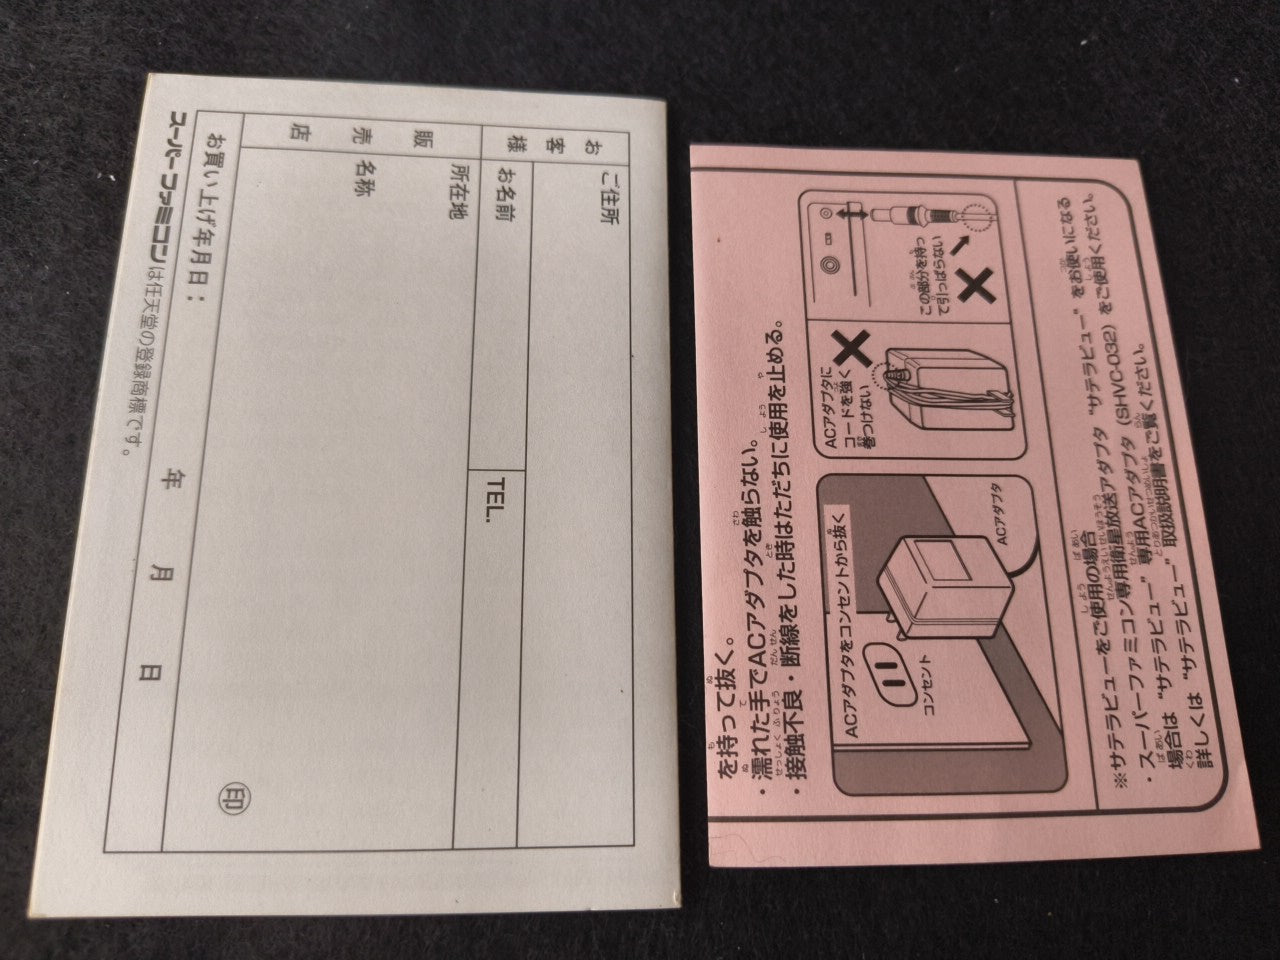 お客様
ご住所
お名前
TEL.
販売店
所在地
名称
印
お買い上げ年月日：
年 月 日
スーパーファミコンは任天堂の登録商標です。
を持って抜く。
・濡れた手でACアダプタを触らない。
・接触不良・断線をした時はただちに使用を止める。
ACアダプタをコンセントから抜く
コンセント
ACアダプタ
ACアダプタに
コードを強く
巻つけない
この部分を持っ
て引っぱらない
※サテラビューをご使用の場合
・スーパーファミコン専用衛星放送アダプタ“サテラビュー”をお使いになる
場合は“サテラビュー”専用ACアダプタ(SHVC-032)をご使用ください。
詳しくは“サテラビュー”取扱説明書をご覧ください。